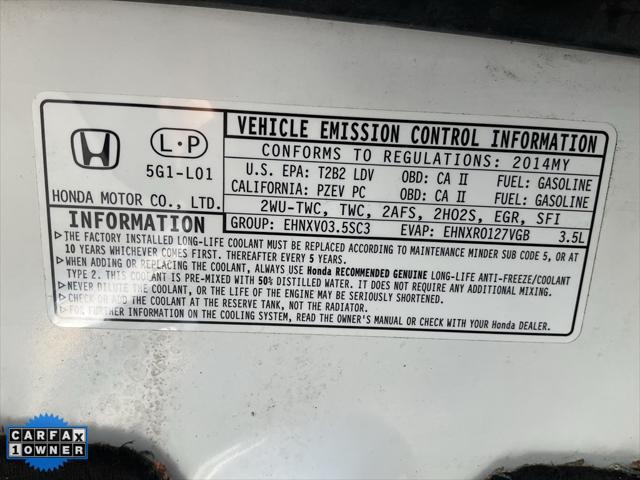 L·P
5G1-L01
HONDA MOTOR CO., LTD.
VEHICLE EMISSION CONTROL INFORMATION
CONFORMS TO REGULATIONS: 2014MY
U.S. EPA: T2B2 LDV OBD: CA II FUEL: GASOLINE
CALIFORNIA: PZEV PC OBD: CA II FUEL: GASOLINE
2WU-TWC, TWC, 2AFS, 2HO2S, EGR, SFI
GROUP: EHNXV03.5SC3 EVAP: EHNXR0127VGB 3.5L
INFORMATION
▷THE FACTORY INSTALLED LONG-LIFE COOLANT MUST BE REPLACED ACCORDING TO MAINTENANCE MINDER SUB CODE 5, OR AT
10 YEARS WHICHEVER COMES FIRST. THEREAFTER EVERY 5 YEARS.
▷WHEN ADDING OR REPLACING THE COOLANT, ALWAYS USE Honda RECOMMENDED GENUINE LONG-LIFE ANTI-FREEZE/COOLANT
TYPE 2. THIS COOLANT IS PRE-MIXED WITH 50% DISTILLED WATER. IT DOES NOT REQUIRE ANY ADDITIONAL MIXING.
▷NEVER DILUTE THE COOLANT, OR THE LIFE OF THE ENGINE MAY BE SERIOUSLY SHORTENED.
▷CHECK OR ADD THE COOLANT AT THE RESERVE TANK, NOT THE RADIATOR.
▷FOR FURTHER INFORMATION ON THE COOLING SYSTEM, READ THE OWNER'S MANUAL OR CHECK WITH YOUR Honda DEALER.
CARFAX
1 OWNER